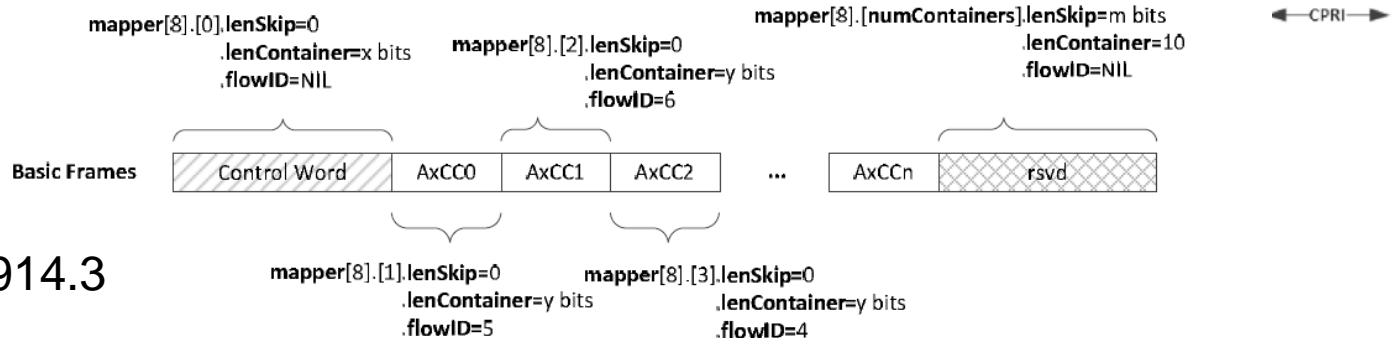 mapper[8].[0].lenSkip=0
.lenContainer=x bits
.flowID=NIL
mapper[8].[2].lenSkip=0
.lenContainer=y bits
.flowID=6
mapper[8].[numContainers].lenSkip=m bits
.lenContainer=10
.flowID=NIL
CPRI
Basic Frames
Control Word
AxCC0
AxCC1
AxCC2
...
AxCCn
rsvd
914.3
mapper[8].[1].lenSkip=0
.lenContainer=y bits
.flowID=5
mapper[8].[3].lenSkip=0
.lenContainer=y bits
.flowID=4